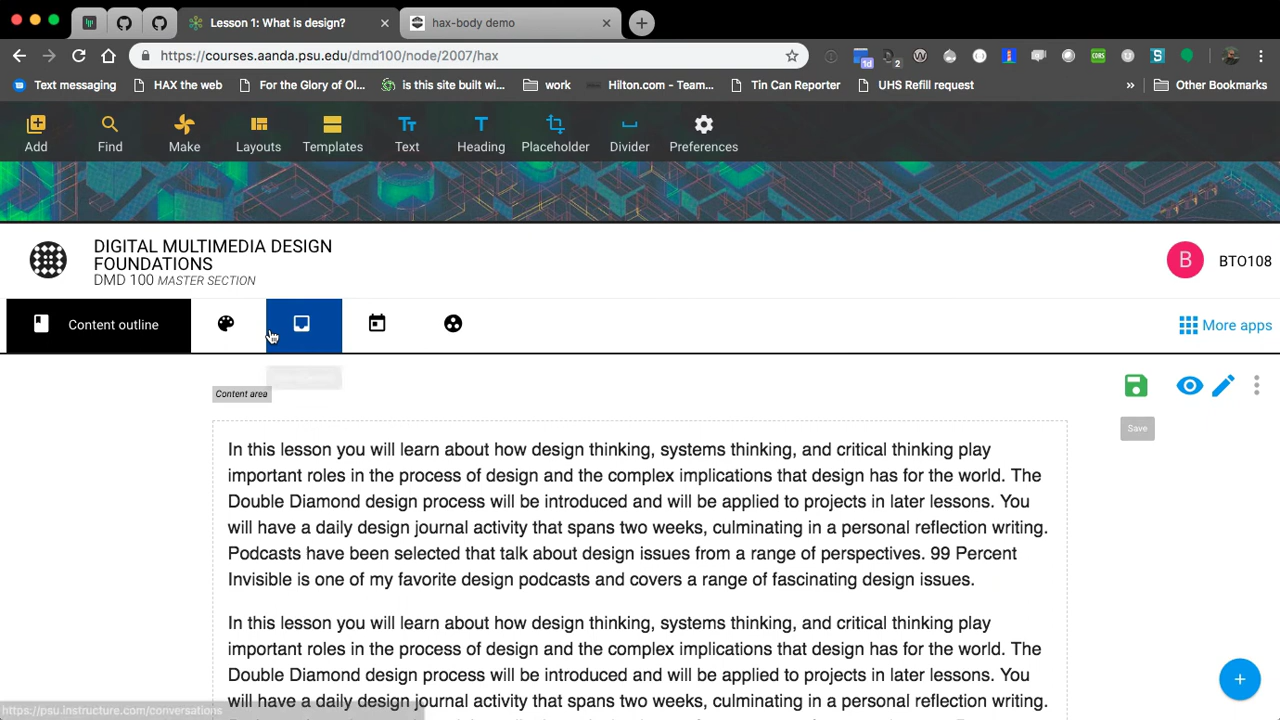 Lesson 1: What is design?
hax-body demo
https://courses.aanda.psu.edu/dmd100/node/2007/hax
1d
2
W
CORS
S
Text messaging
HAX the web
For the Glory of Ol...
is this site built wi...
work
Hilton.com - Team...
Tin Can Reporter
UHS Refill request
»
Other Bookmarks
Add
Find
Make
Layouts
Templates
Text
Heading
Placeholder
Divider
Preferences
DIGITAL MULTIMEDIA DESIGN
FOUNDATIONS
DMD 100 MASTER SECTION
B
BTO108
Content outline
More apps
Content area
Save
In this lesson you will learn about how design thinking, systems thinking, and critical thinking play
important roles in the process of design and the complex implications that design has for the world. The
Double Diamond design process will be introduced and will be applied to projects in later lessons. You
will have a daily design journal activity that spans two weeks, culminating in a personal reflection writing.
Podcasts have been selected that talk about design issues from a range of perspectives. 99 Percent
Invisible is one of my favorite design podcasts and covers a range of fascinating design issues.
In this lesson you will learn about how design thinking, systems thinking, and critical thinking play
important roles in the process of design and the complex implications that design has for the world. The
Double Diamond design process will be introduced and will be applied to projects in later lessons. You
will have a daily design journal activity that spans two weeks, culminating in a personal reflection writing.
https://psu.instructure.com/conversations